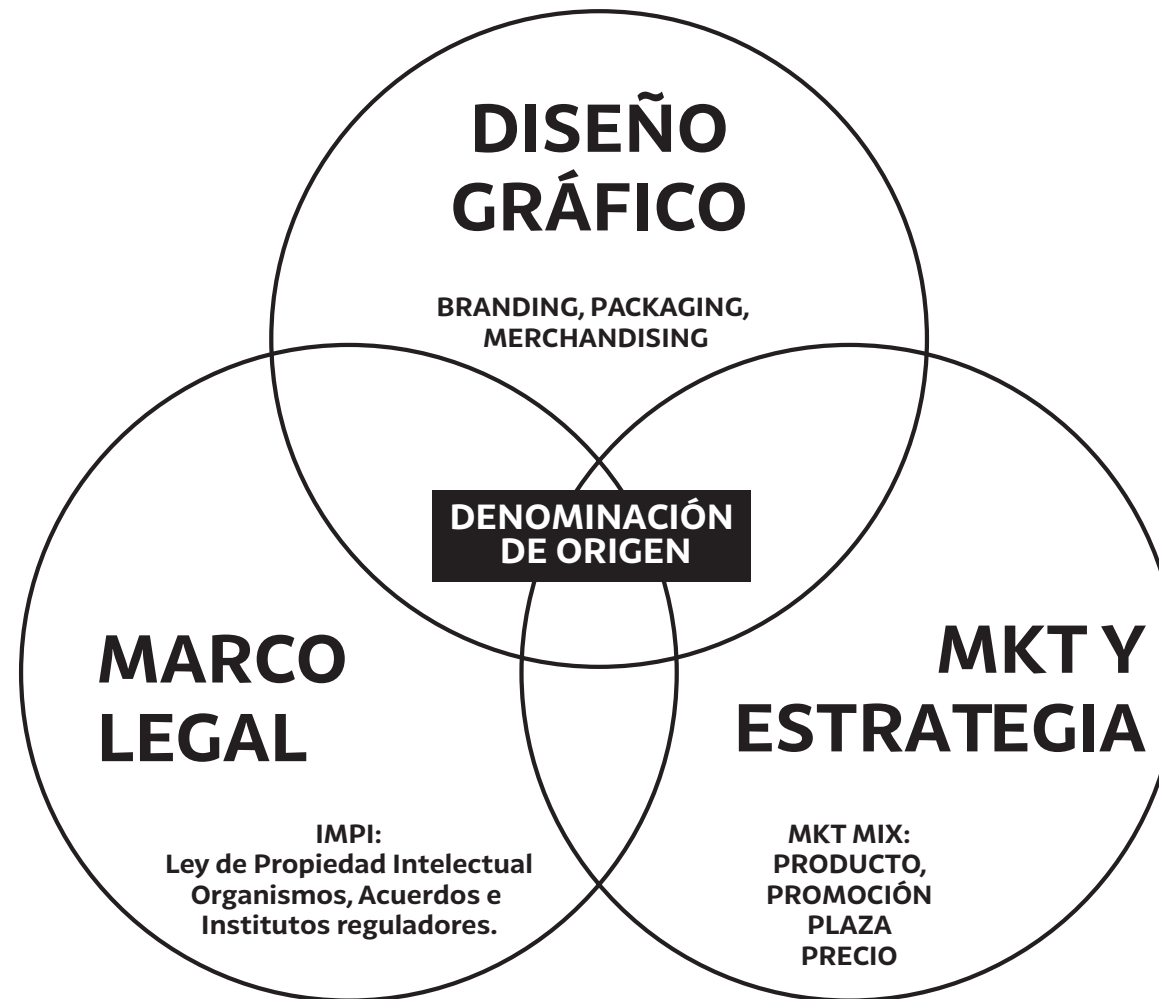 DISEÑO
GRÁFICO
BRANDING, PACKAGING,
MERCHANDISING
DENOMINACIÓN
DE ORIGEN
MARCO
LEGAL
IMPI:
Ley de Propiedad Intelectual
Organismos, Acuerdos e
Institutos reguladores.
MKT Y
ESTRATEGIA
MKT MIX:
PRODUCTO,
PROMOCIÓN
PLAZA
PRECIO